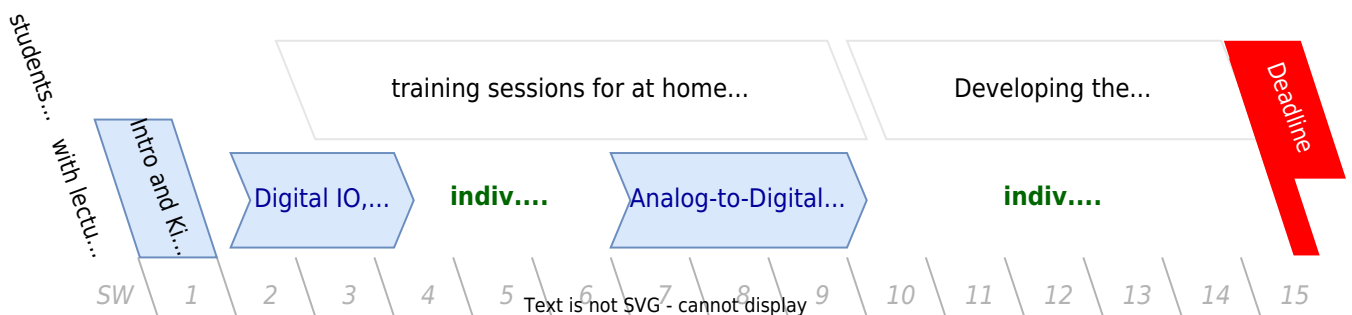 students...
with lectu...
training sessions for at home...
Developing the...
Deadline
Intro and Ki....
Digital IO,...
indiv....
Analog-to-Digital...
indiv....
SW 1 2 3 4 5 6 7 8 9 10 11 12 13 14 15
Text is not SVG - cannot display